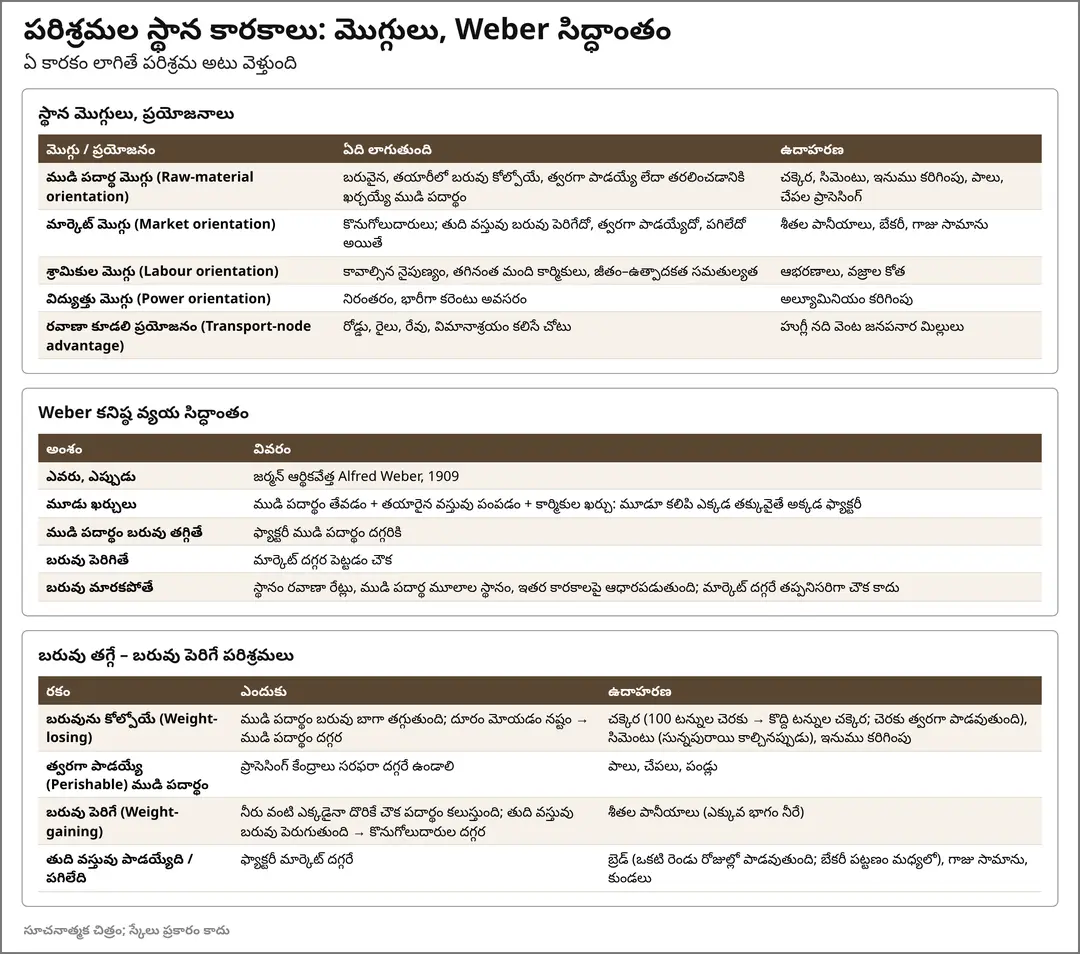 పరిశ్రమల స్థాన కారకాలు: మొగ్గులు, Weber సిద్ధాంతం
ఏ కారకం లాగితే పరిశ్రమ అటు వెళ్తుంది
స్థాన మొగ్గులు, ప్రయోజనాలు
మొగ్గు / ప్రయోజనం ఏది లాగుతుంది ఉదాహరణ
ముడి పదార్థ మొగ్గు (Raw-material బరువైన, తయారీలో బరువు కోల్పోయే, త్వరగా పాడయ్యే లేదా తరలించడానికి చక్కెర, సిమెంటు, ఇనుము కరిగింపు, పాలు,
orientation) ఖర్చయ్యే ముడి పదార్థం చేపల ప్రాసెసింగ్
మార్కెట్ మొగ్గు (Market orientation) కొనుగోలుదారులు; తుది వస్తువు బరువు పెరిగేదో, త్వరగా పాడయ్యేదో, పగిలేదో శీతల పానీయాలు, బేకరీ, గాజు సామాను
అయితే
శ్రామికుల మొగ్గు (Labour orientation) కావాల్సిన నైపుణ్యం, తగినంత మంది కార్మికులు, జీతం–ఉత్పాదకత సమతుల్యత ఆభరణాలు, వజ్రాల కోత
విద్యుత్తు మొగ్గు (Power orientation) నిరంతరం, భారీగా కరెంటు అవసరం అల్యూమినియం కరిగింపు
రవాణా కూడలి ప్రయోజనం (Transport-node రోడ్డు, రైలు, రేవు, విమానాశ్రయం కలిసే చోటు హుగ్లీ నది వెంట జనపనార మిల్లులు
advantage)
Weber కనిష్ఠ వ్యయ సిద్ధాంతం
అంశం వివరం
ఎవరు, ఎప్పుడు జర్మన్ ఆర్థికవేత్త Alfred Weber, 1909
మూడు ఖర్చులు ముడి పదార్థం తేవడం + తయారైన వస్తువు పంపడం + కార్మికుల ఖర్చు: మూడూ కలిపి ఎక్కడ తక్కువైతే అక్కడ ఫ్యాక్టరీ
ముడి పదార్థం బరువు తగ్గితే ఫ్యాక్టరీ ముడి పదార్థం దగ్గరికి
బరువు పెరిగితే మార్కెట్ దగ్గర పెట్టడం చౌక
బరువు మారకపోతే స్థానం రవాణా రేట్లు, ముడి పదార్థ మూలాల స్థానం, ఇతర కారకాలపై ఆధారపడుతుంది; మార్కెట్ దగ్గరే తప్పనిసరిగా చౌక కాదు
బరువు తగ్గే – బరువు పెరిగే పరిశ్రమలు
రకం ఎందుకు ఉదాహరణ
బరువును కోల్పోయే (Weight- ముడి పదార్థం బరువు బాగా తగ్గుతుంది; దూరం మోయడం నష్టం → చక్కెర (100 టన్నుల చెరకు → కొద్ది టన్నుల చక్కెర; చెరకు త్వరగా పాడవుతుంది),
losing) ముడి పదార్థం దగ్గర సిమెంటు (సున్నపురాయి కాల్చినప్పుడు), ఇనుము కరిగింపు
త్వరగా పాడయ్యే ప్రాసెసింగ్ కేంద్రాలు సరఫరా దగ్గరే ఉండాలి పాలు, చేపలు, పండ్లు
(Perishable) ముడి పదార్థం
బరువు పెరిగే (Weight- నీరు వంటి ఎక్కడైనా దొరికే చౌక పదార్థం కలుస్తుంది; తుది వస్తువు శీతల పానీయాలు (ఎక్కువ భాగం నీరే)
gaining) బరువు పెరుగుతుంది → కొనుగోలుదారుల దగ్గర
తుది వస్తువు పాడయ్యేది / ఫ్యాక్టరీ మార్కెట్ దగ్గరే బ్రెడ్ (ఒకటి రెండు రోజుల్లో పాడవుతుంది; బేకరీ పట్టణం మధ్యలో), గాజు సామాను,
పగిలేది కుండలు
సూచనాత్మక చిత్రం; స్కేలు ప్రకారం కాదు